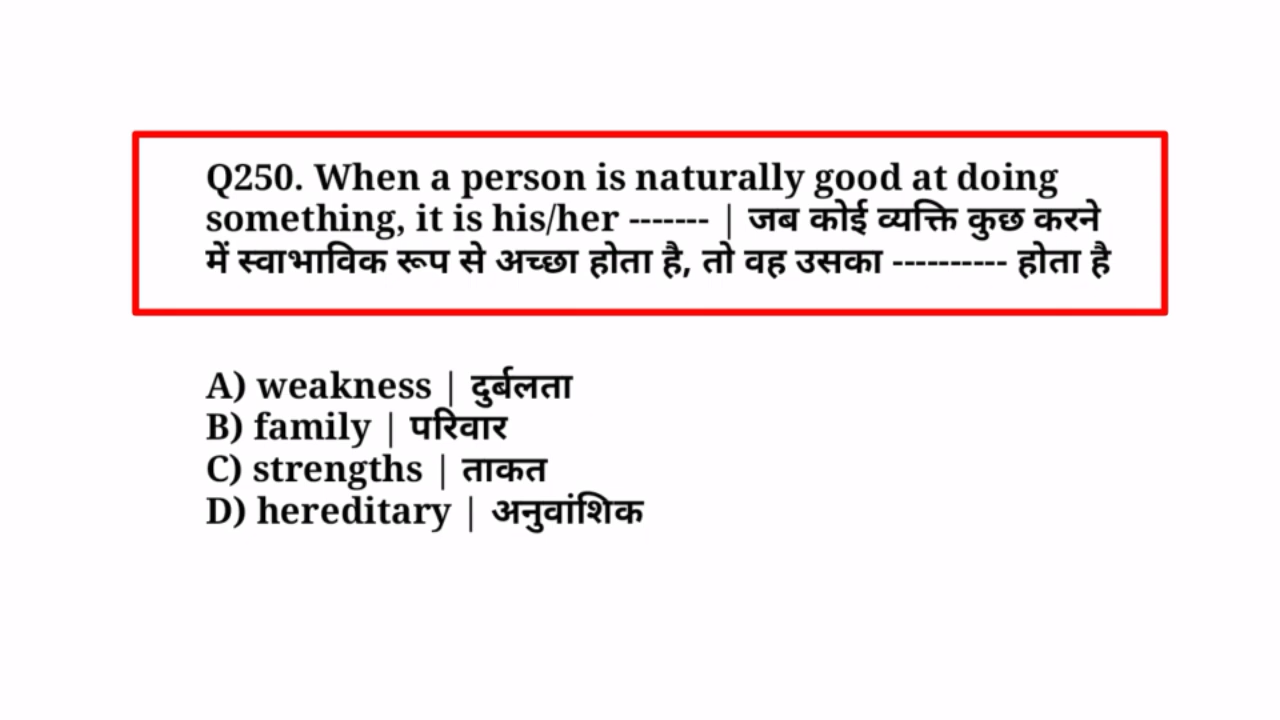 Q250. When a person is naturally good at doing
something, it is his/her ------- | जब कोई व्यक्ति कुछ करने
में स्वाभाविक रूप से अच्छा होता है, तो वह उसका ---------- होता है
A) weakness | दुर्बलता
B) family | परिवार
C) strengths | ताकत
D) hereditary | अनुवांशिक